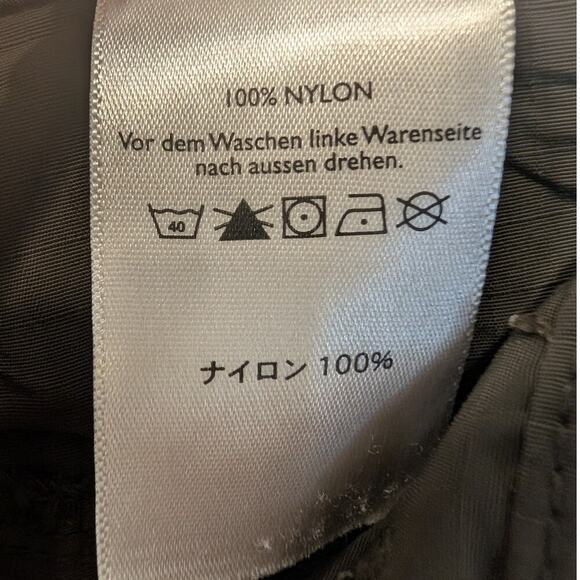 100% NYLON
Vor dem Waschen linke Warenseite
nach aussen drehen.
40
ナイロン 100%